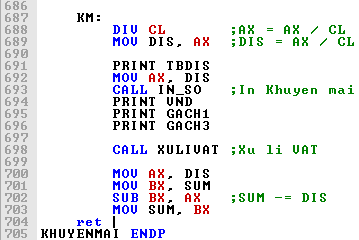 686
687 KM:
688 DIV CL ;AX = AX / CL
689 MOV DIS, AX ;DIS = AX / CL
690
691 PRINT TBDIS
692 MOV AX, DIS
693 CALL IN_SO ;In Khuyen mai
694 PRINT VND
695 PRINT GACH1
696 PRINT GACH3
697
698 CALL XULIVAT ;Xu li VAT
699
700 MOV AX, DIS
701 MOV BX, SUM
702 SUB BX, AX ;SUM -= DIS
703 MOV SUM, BX
704 ret
705 KHUYENMAI ENDP